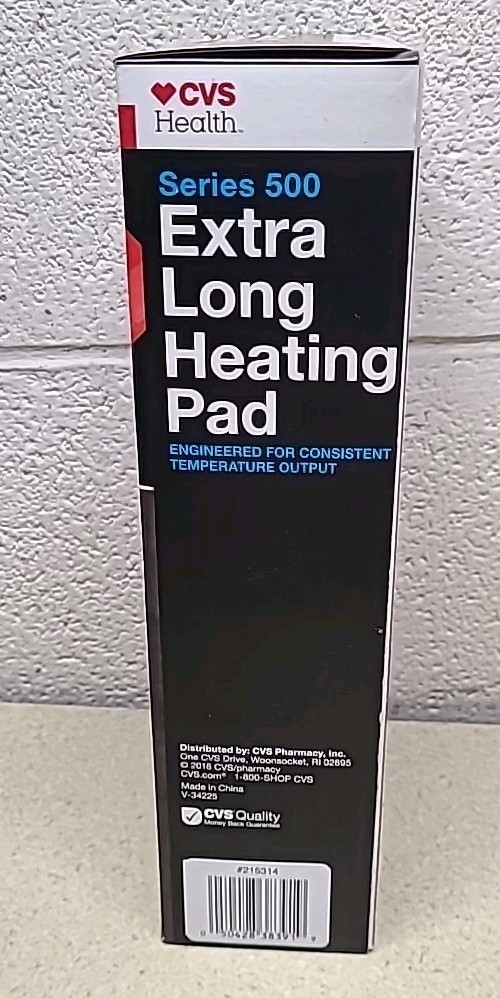 CVS
Health
Series 500
Extra
Long
Heating
Pad
ENGINEERED FOR CONSISTENT
TEMPERATURE OUTPUT
Distributed by: CVS Pharmacy, Inc.
One CVS Drive, Woonsocket, RI 02895
© 2018 CVS/pharmacy
CVS.com® 1-800-SHOP CVS
Made in China
V-34225
CVS Quality
Money Back Guarantee
#215314